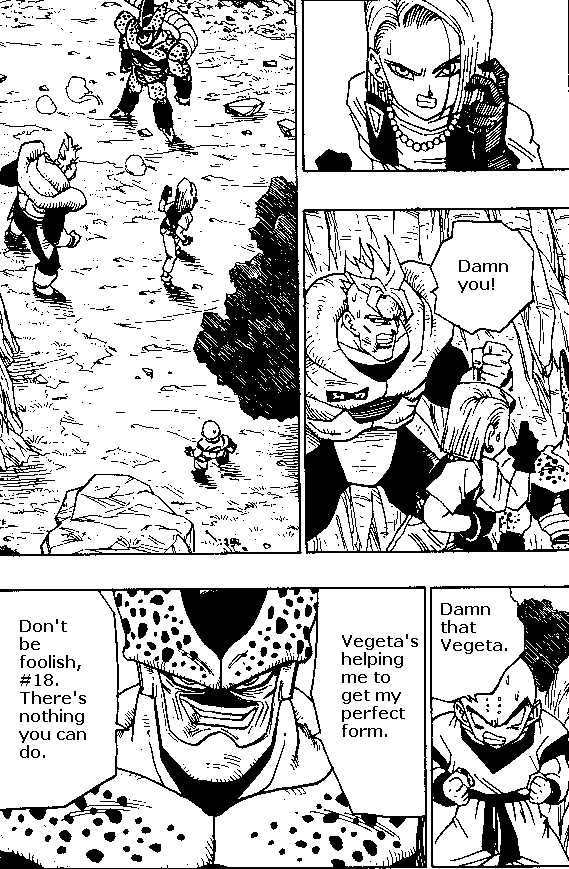 Damn
you!
Don't
be
foolish,
#18.
There's
nothing
you can
do.
Vegeta's
helping
me to
get my
perfect
form.
Damn
that
Vegeta.